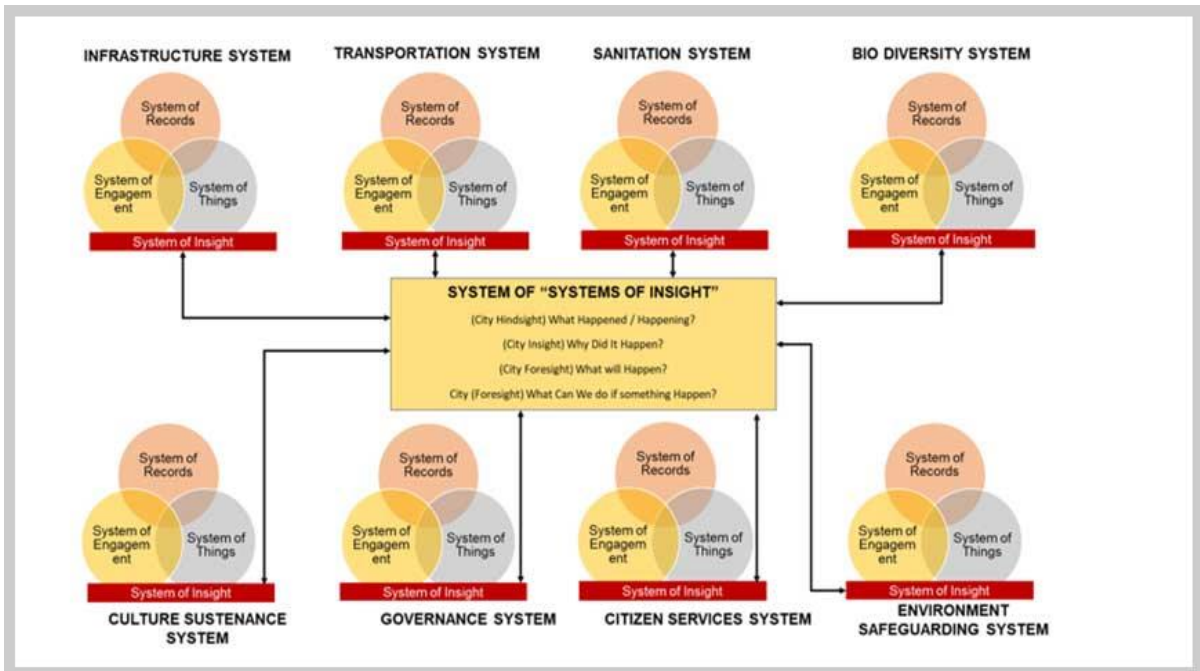 INFRASTRUCTURE SYSTEM
System of
Records
System of
Engagem
ent
System of
Things
System of Insight
TRANSPORTATION SYSTEM
System of
Records
System of
Engagem
ent
System of
Things
System of Insight
SANITATION SYSTEM
System of
Records
System of
Engagem
ent
System of
Things
System of Insight
BIO DIVERSITY SYSTEM
System of
Records
System of
Engagem
ent
System of
Things
System of Insight
SYSTEM OF “SYSTEMS OF INSIGHT”
(City Hindsight) What Happened / Happening?
(City Insight) Why Did It Happen?
(City Foresight) What will Happen?
City (Foresight) What Can We do if something Happen?
System of
Records
System of
Engagem
ent
System of
Things
System of Insight
CULTURE SUSTENANCE
SYSTEM
System of
Records
System of
Engagem
ent
System of
Things
System of Insight
GOVERNANCE SYSTEM
System of
Records
System of
Engagem
ent
System of
Things
System of Insight
CITIZEN SERVICES SYSTEM
System of
Records
System of
Engagem
ent
System of
Things
System of Insight
ENVIRONMENT
SAFEGUARDING SYSTEM